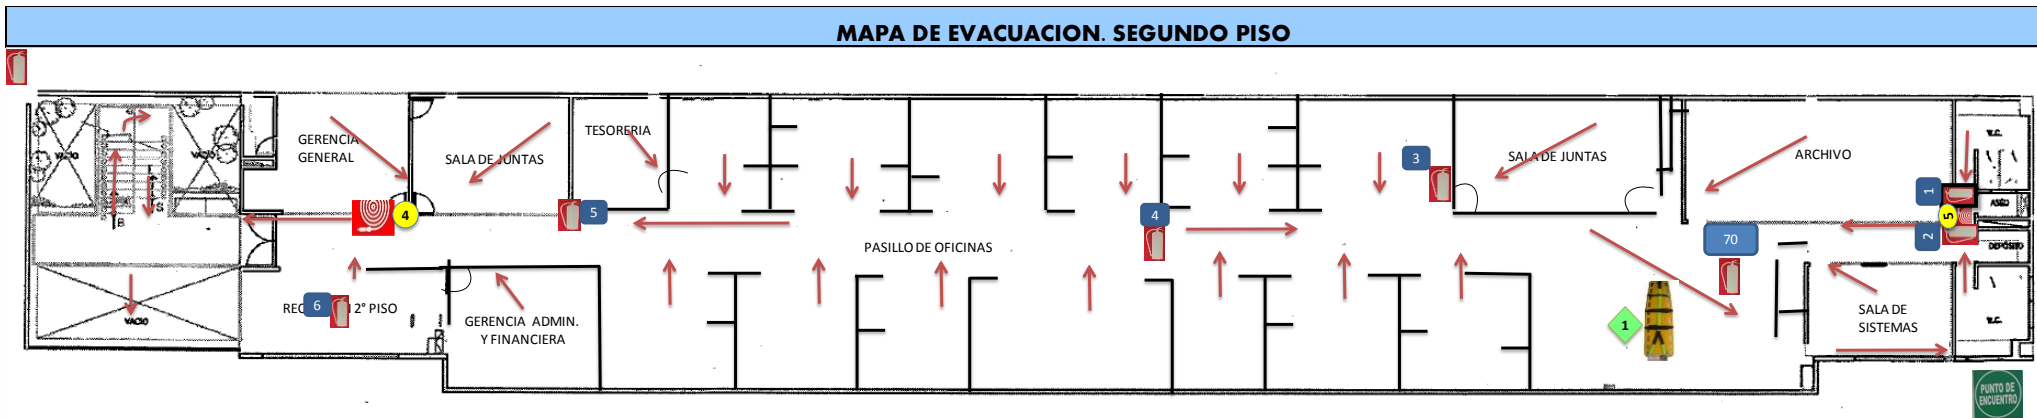 MAPA DE EVACUACION. SEGUNDO PISO
GERENCIA
GENERAL
SALA DE JUNTAS
TESORERIA
SALA DE JUNTAS
ARCHIVO
W.C.
VACIO
VACIO
3
1
ASEO
4
5
4
5
B
70
2
DEPÓSITO
PASILLO DE OFICINAS
6
2° PISO
GERENCIA ADMIN.
Y FINANCIERA
VACIO
1
SALA DE
SISTEMAS
W.C.
PUNTO DE
ENCUENTRO